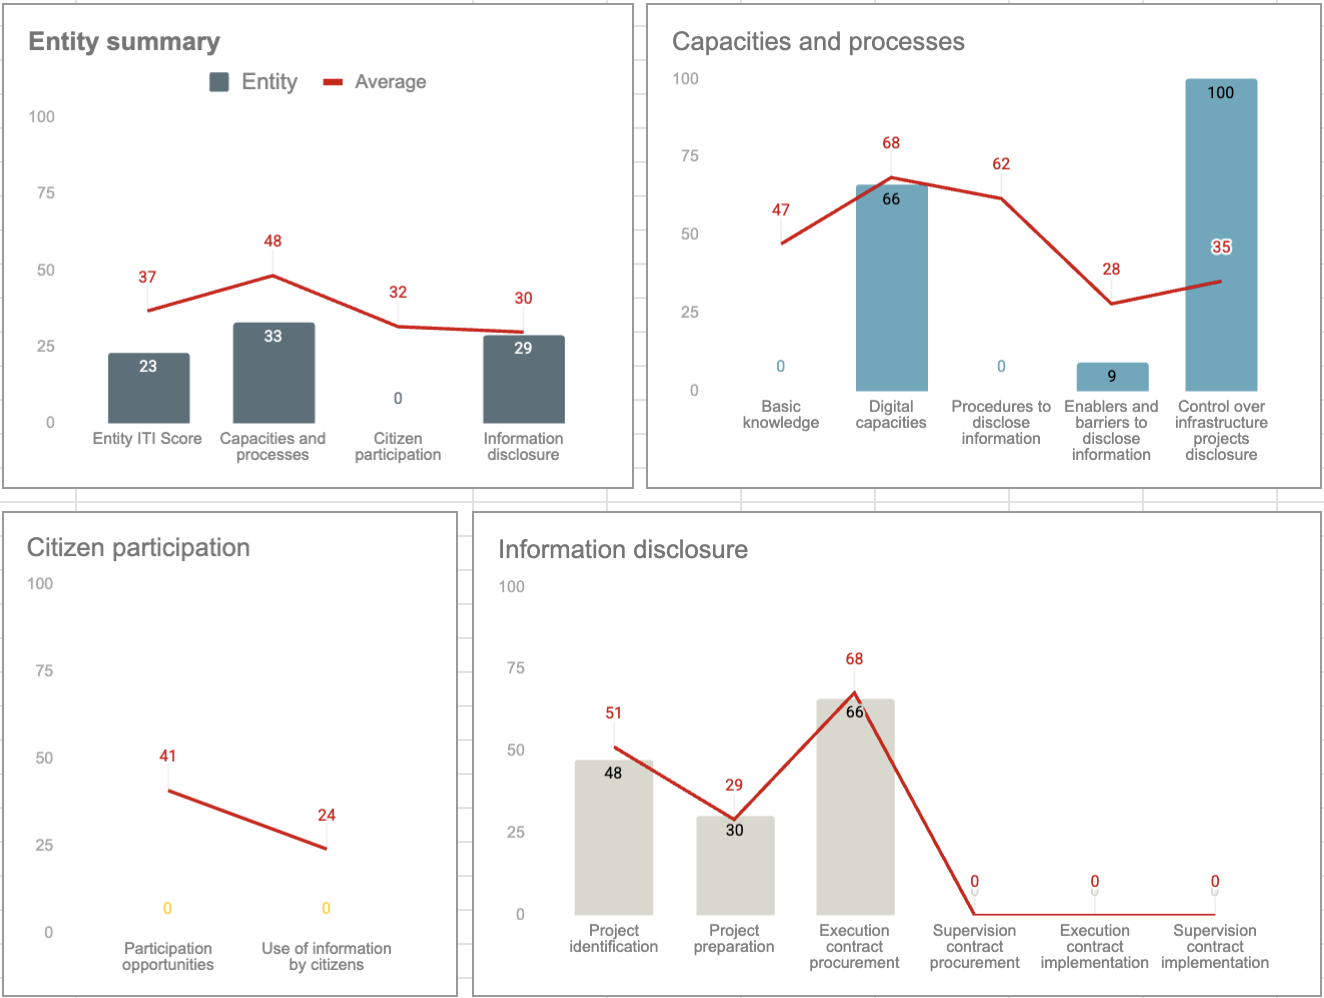 Entity summary
Entity
Average
100
75
50
25
0
37
48
32
30
23
33
0
29
Entity ITI Score
Capacities and
processes
Citizen
participation
Information
disclosure
Capacities and processes
100
75
50
25
0
47
68
62
28
35
0
66
0
9
100
Basic
knowledge
Digital
capacities
Procedures to
disclose
information
Enablers and
barriers to
disclose
information
Control over
infrastructure
projects
disclosure
Citizen participation
100
75
50
25
0
41
24
0
0
Participation
opportunities
Use of information
by citizens
Information disclosure
100
75
50
25
0
51
29
68
0
0
0
48
30
66
0
0
0
Project
identification
Project
preparation
Execution
contract
procurement
Supervision
contract
procurement
Execution
contract
implementation
Supervision
contract
implementation